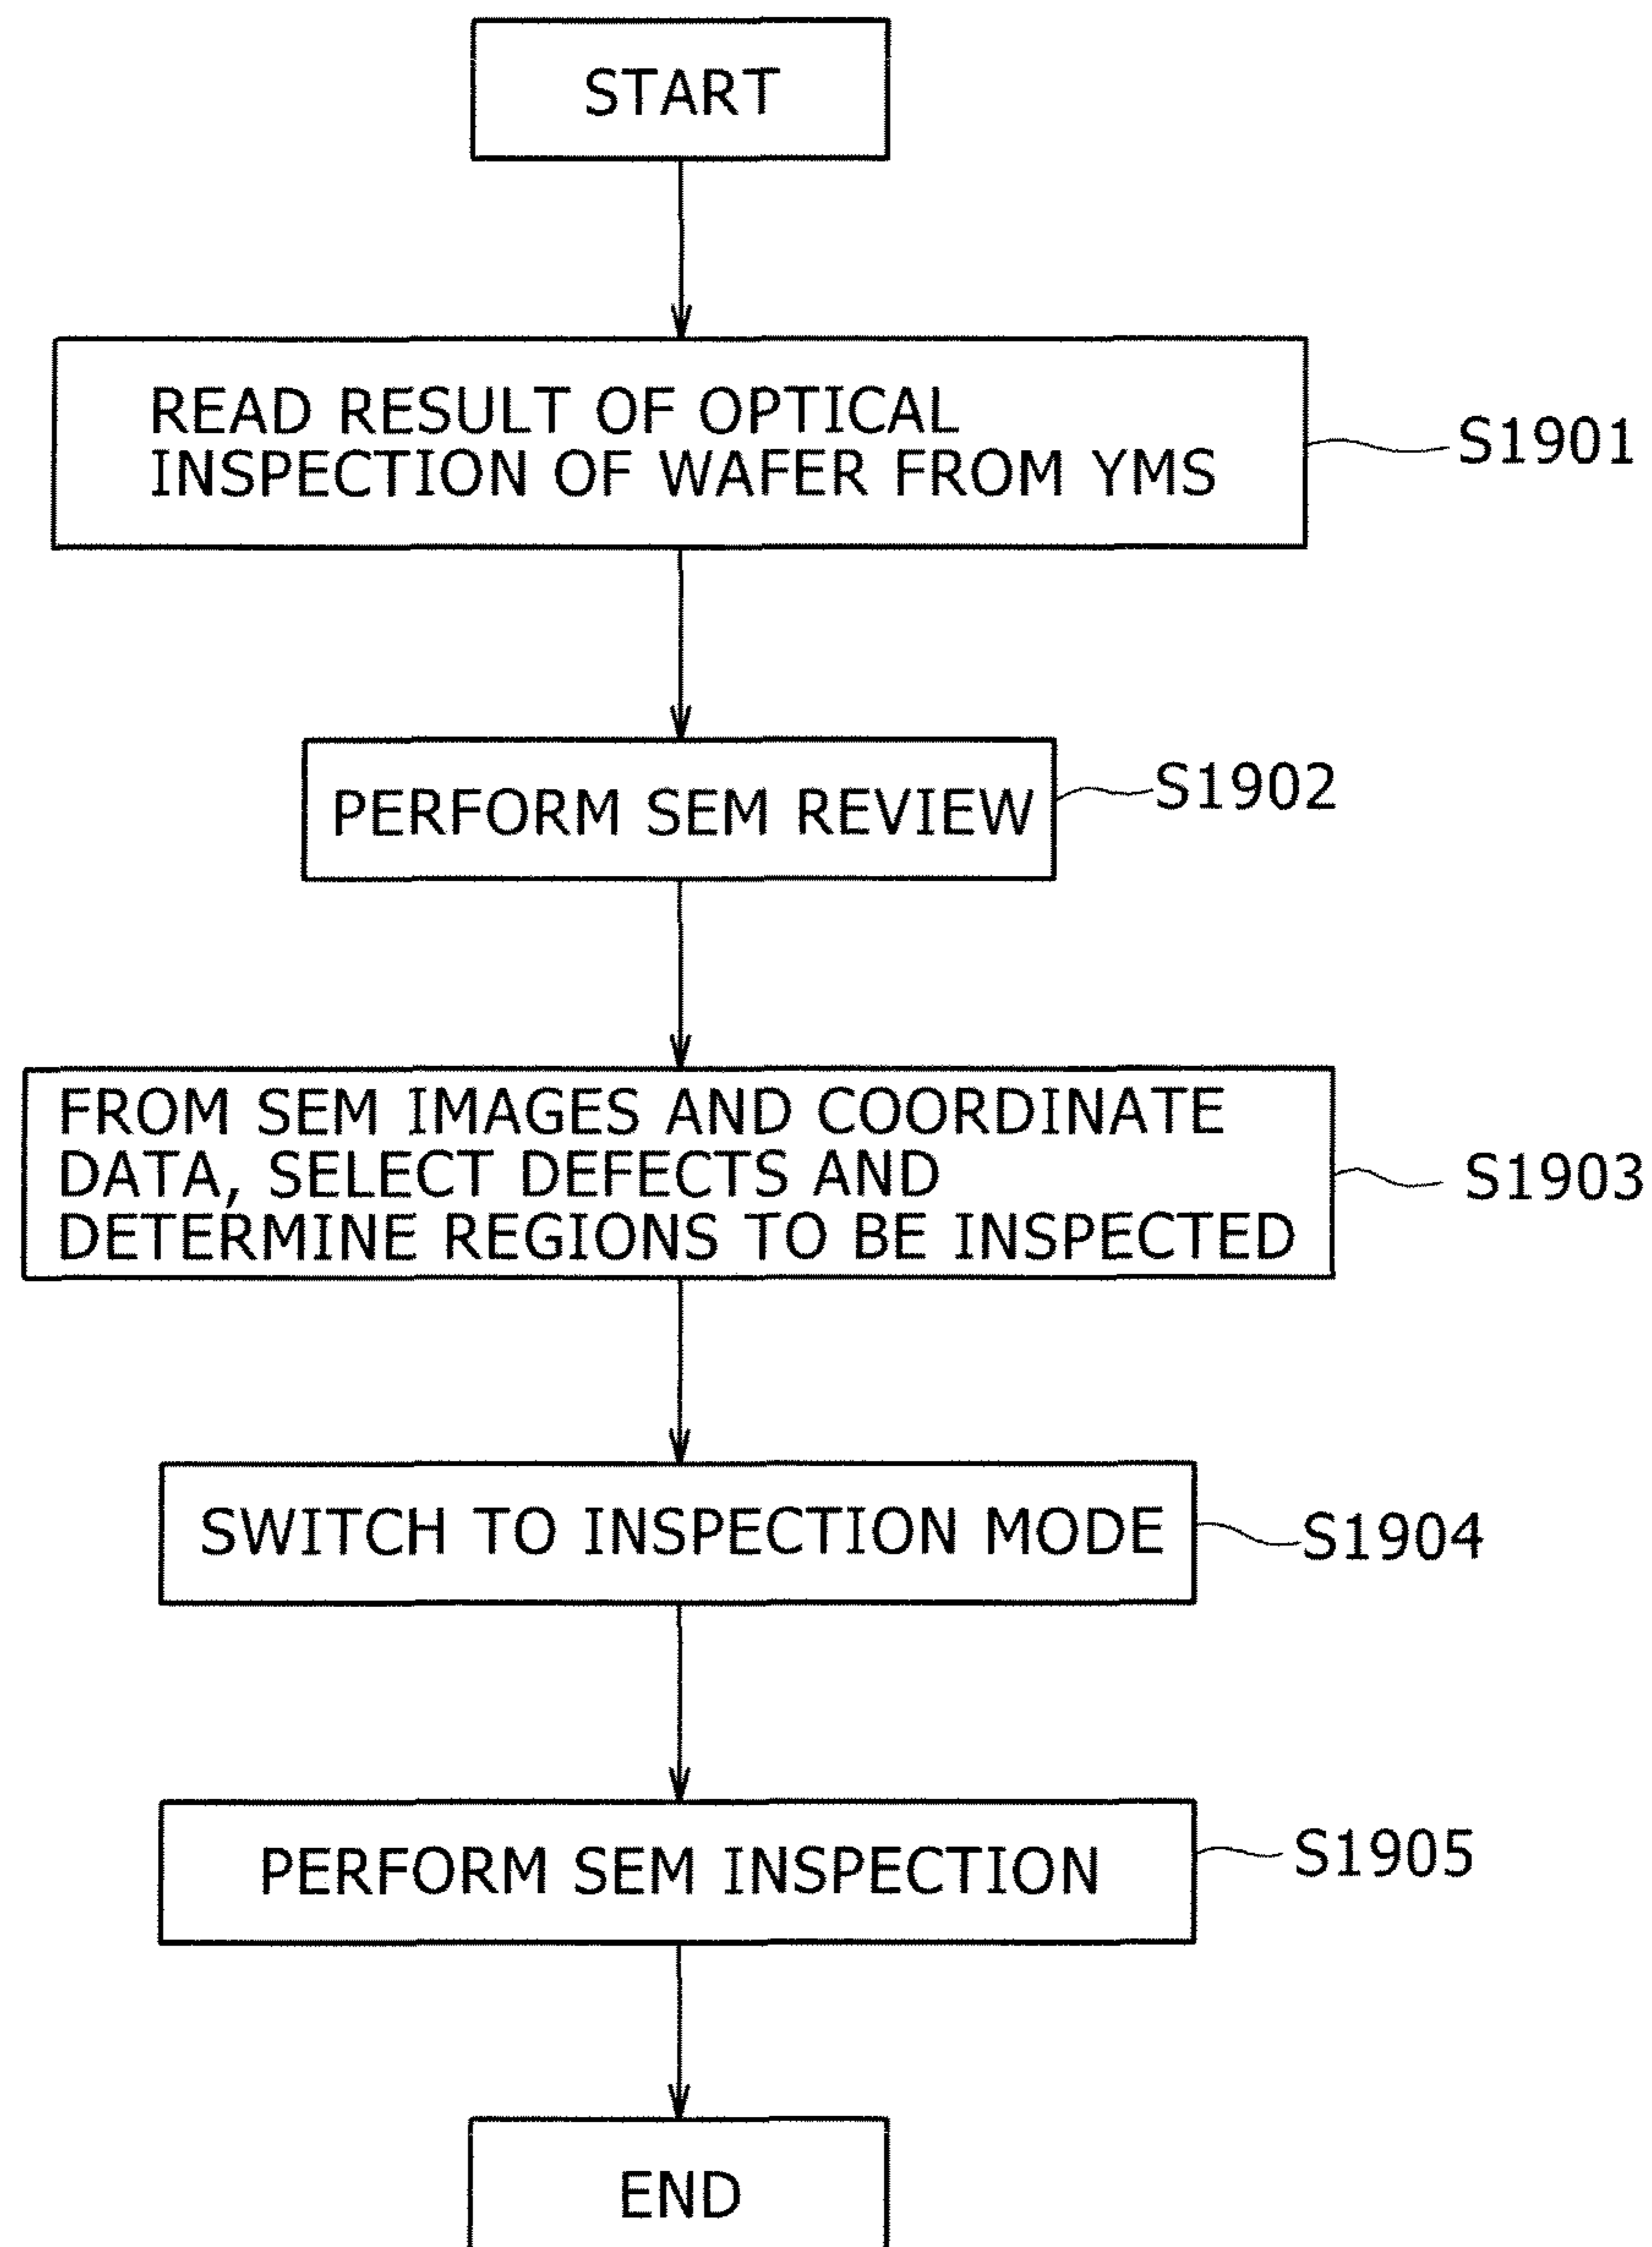 START
READ RESULT OF OPTICAL
INSPECTION OF WAFER FROM YMS
S1901
PERFORM SEM REVIEW
S1902
FROM SEM IMAGES AND COORDINATE
DATA, SELECT DEFECTS AND
DETERMINE REGIONS TO BE INSPECTED
S1903
SWITCH TO INSPECTION MODE
S1904
PERFORM SEM INSPECTION
S1905
END